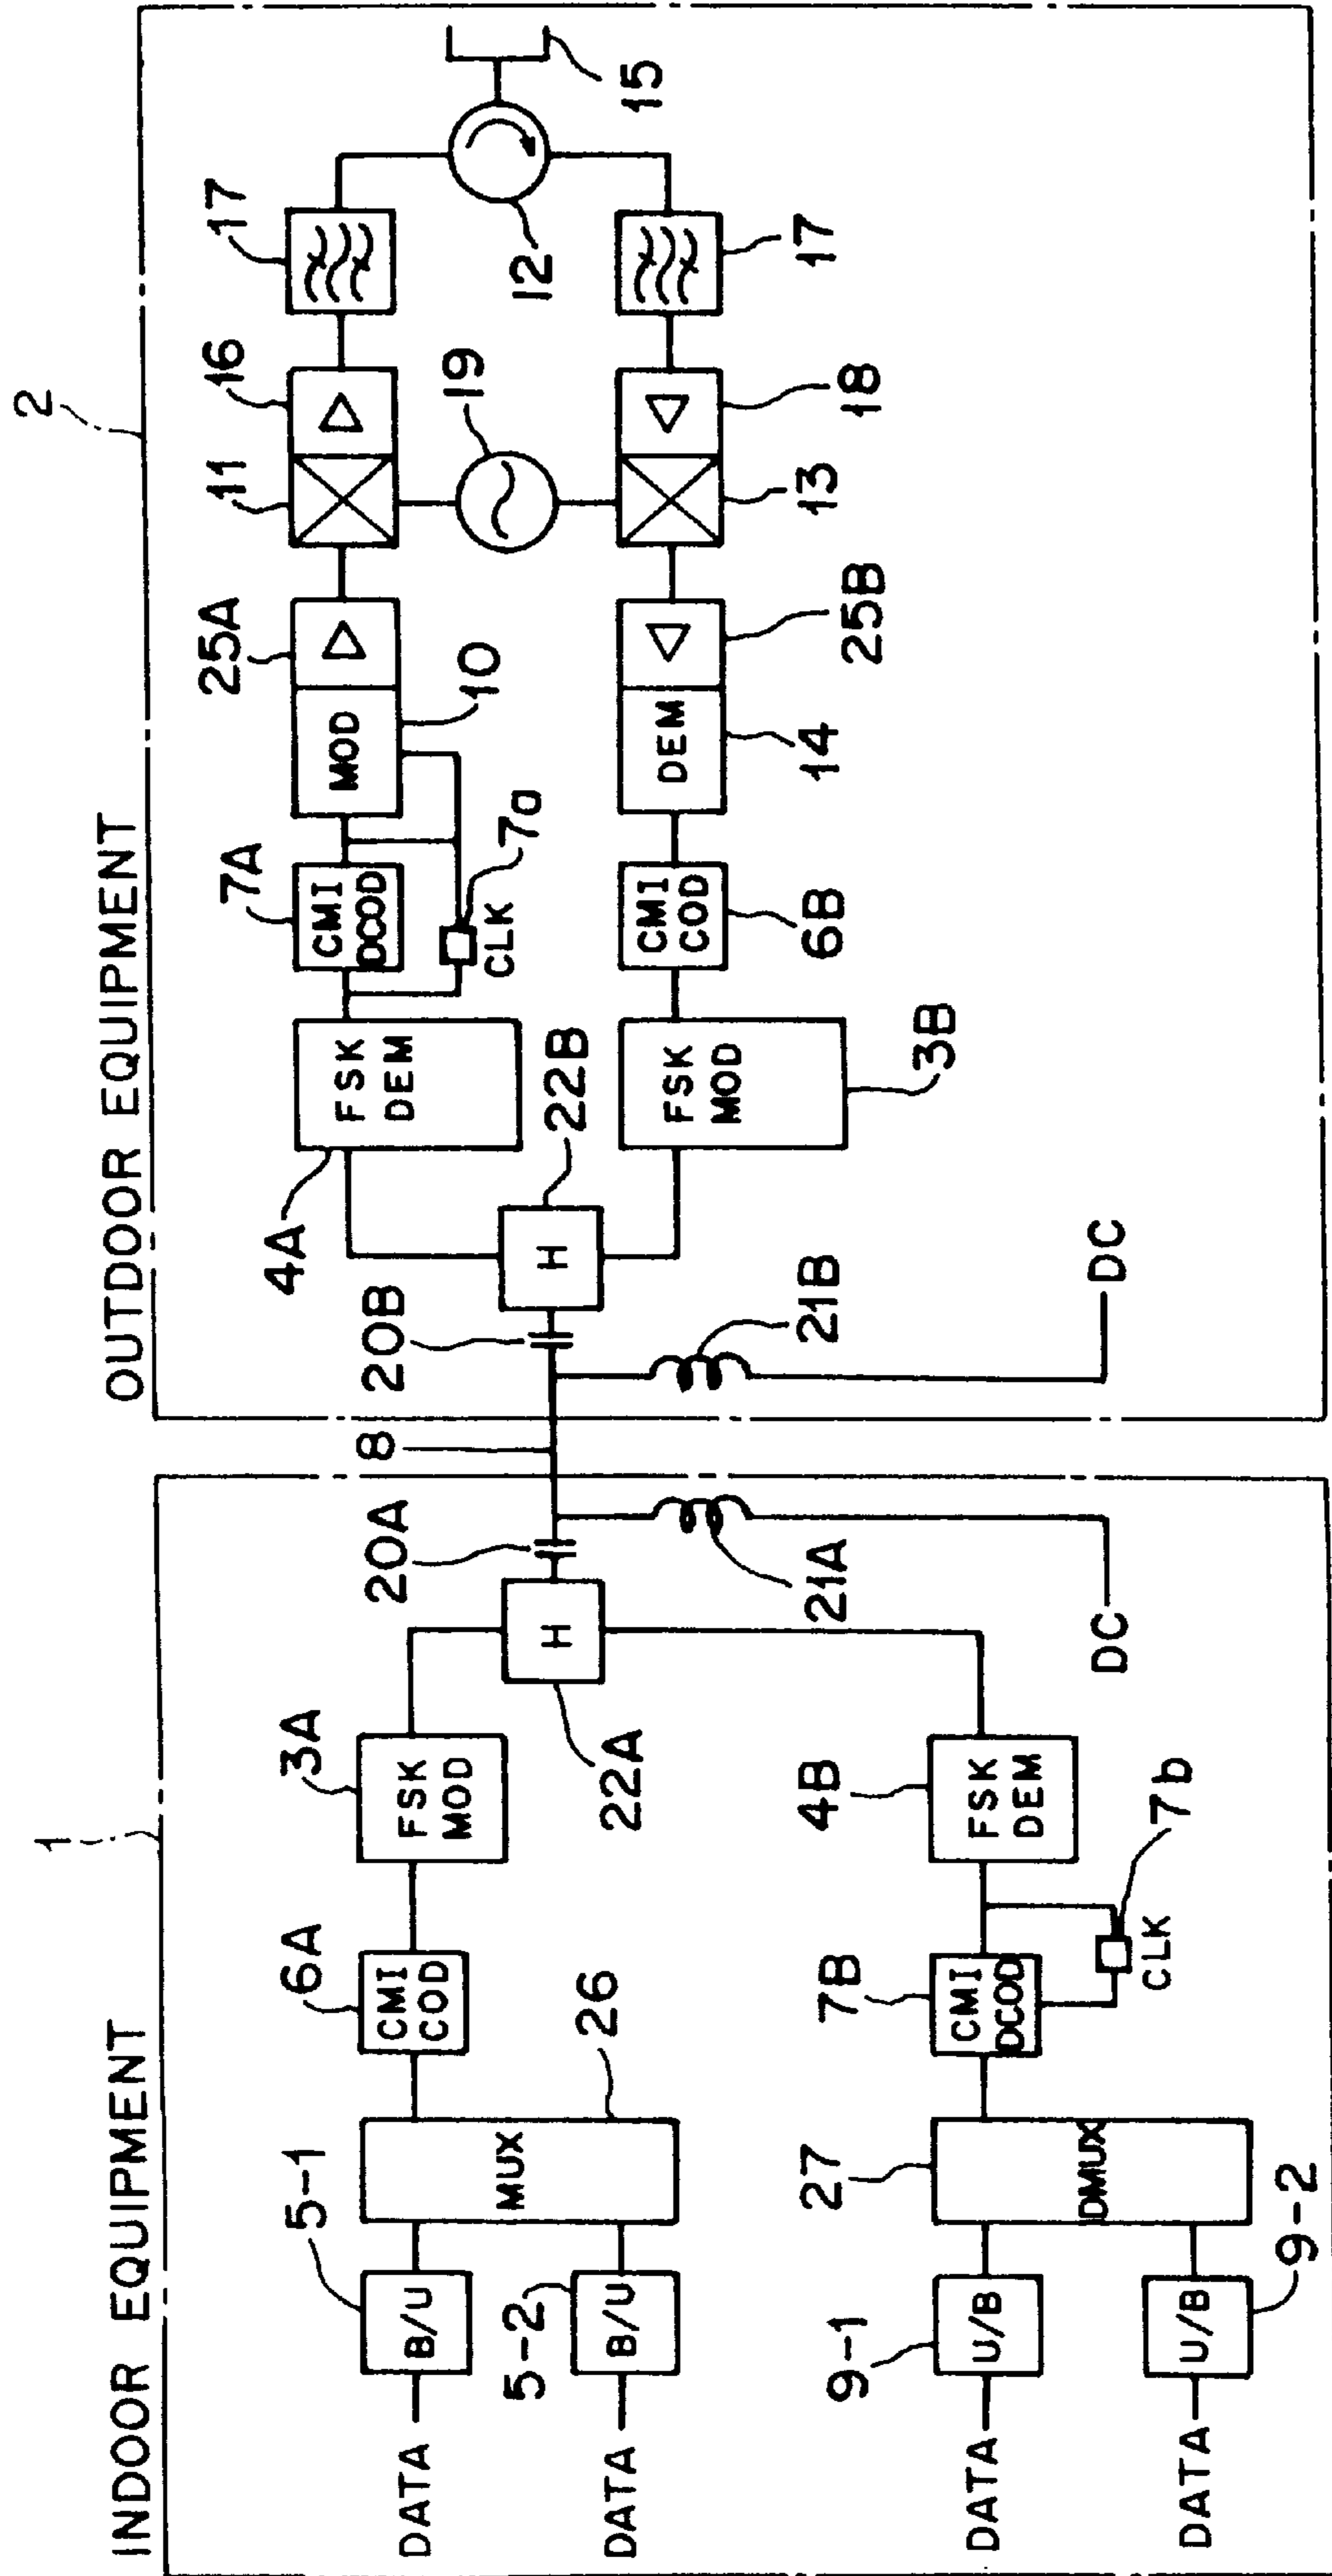 INDOOR EQUIPMENT
1
DATA
B/U
5-1
DATA
B/U
5-2
MUX
26
CMI
COD
6A
FSK
MOD
3A
H
22A
20A
21A
DC
DATA
U/B
9-1
DATA
U/B
9-2
DMUX
27
CMI
DCOD
7B
CLK
7b
FSK
DEM
4B
8
OUTDOOR EQUIPMENT
2
20B
21B
DC
H
22B
FSK
DEM
4A
CMI
DCOD
7A
CLK
7a
MOD
10
25A
11
16
17
19
12
15
FSK
MOD
3B
CMI
COD
6B
DEM
14
25B
13
18
17